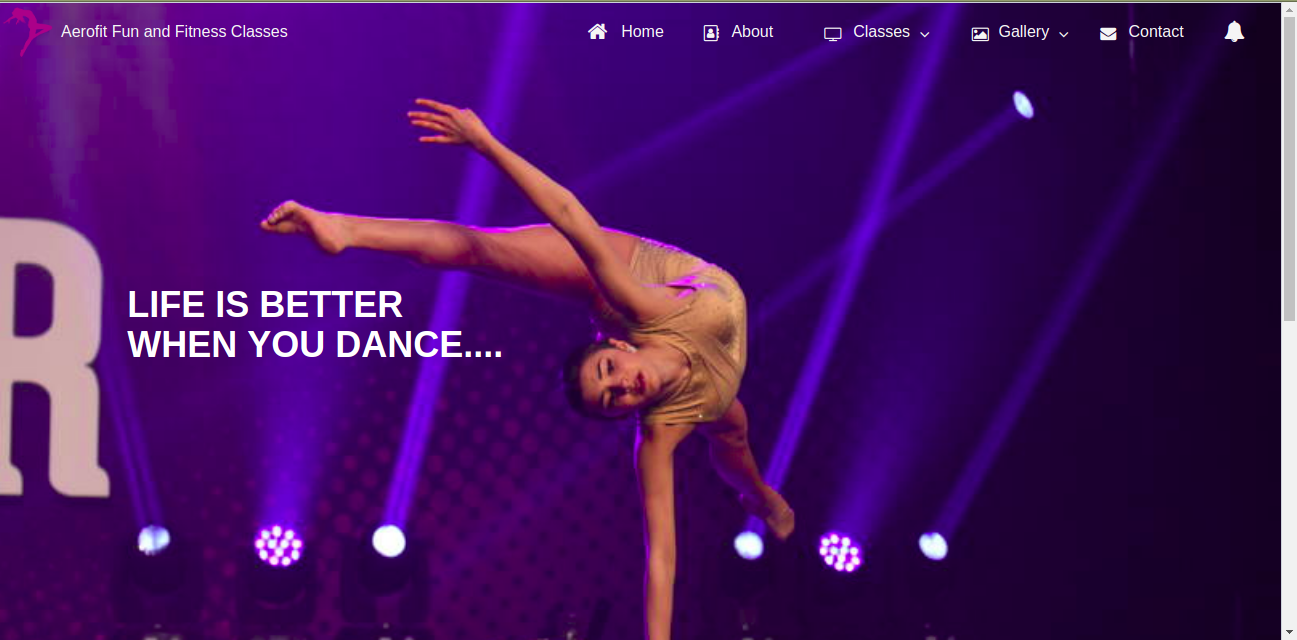 Aerofit Fun and Fitness Classes
Home
About
Classes
Gallery
Contact
R
LIFE IS BETTER
WHEN YOU DANCE....